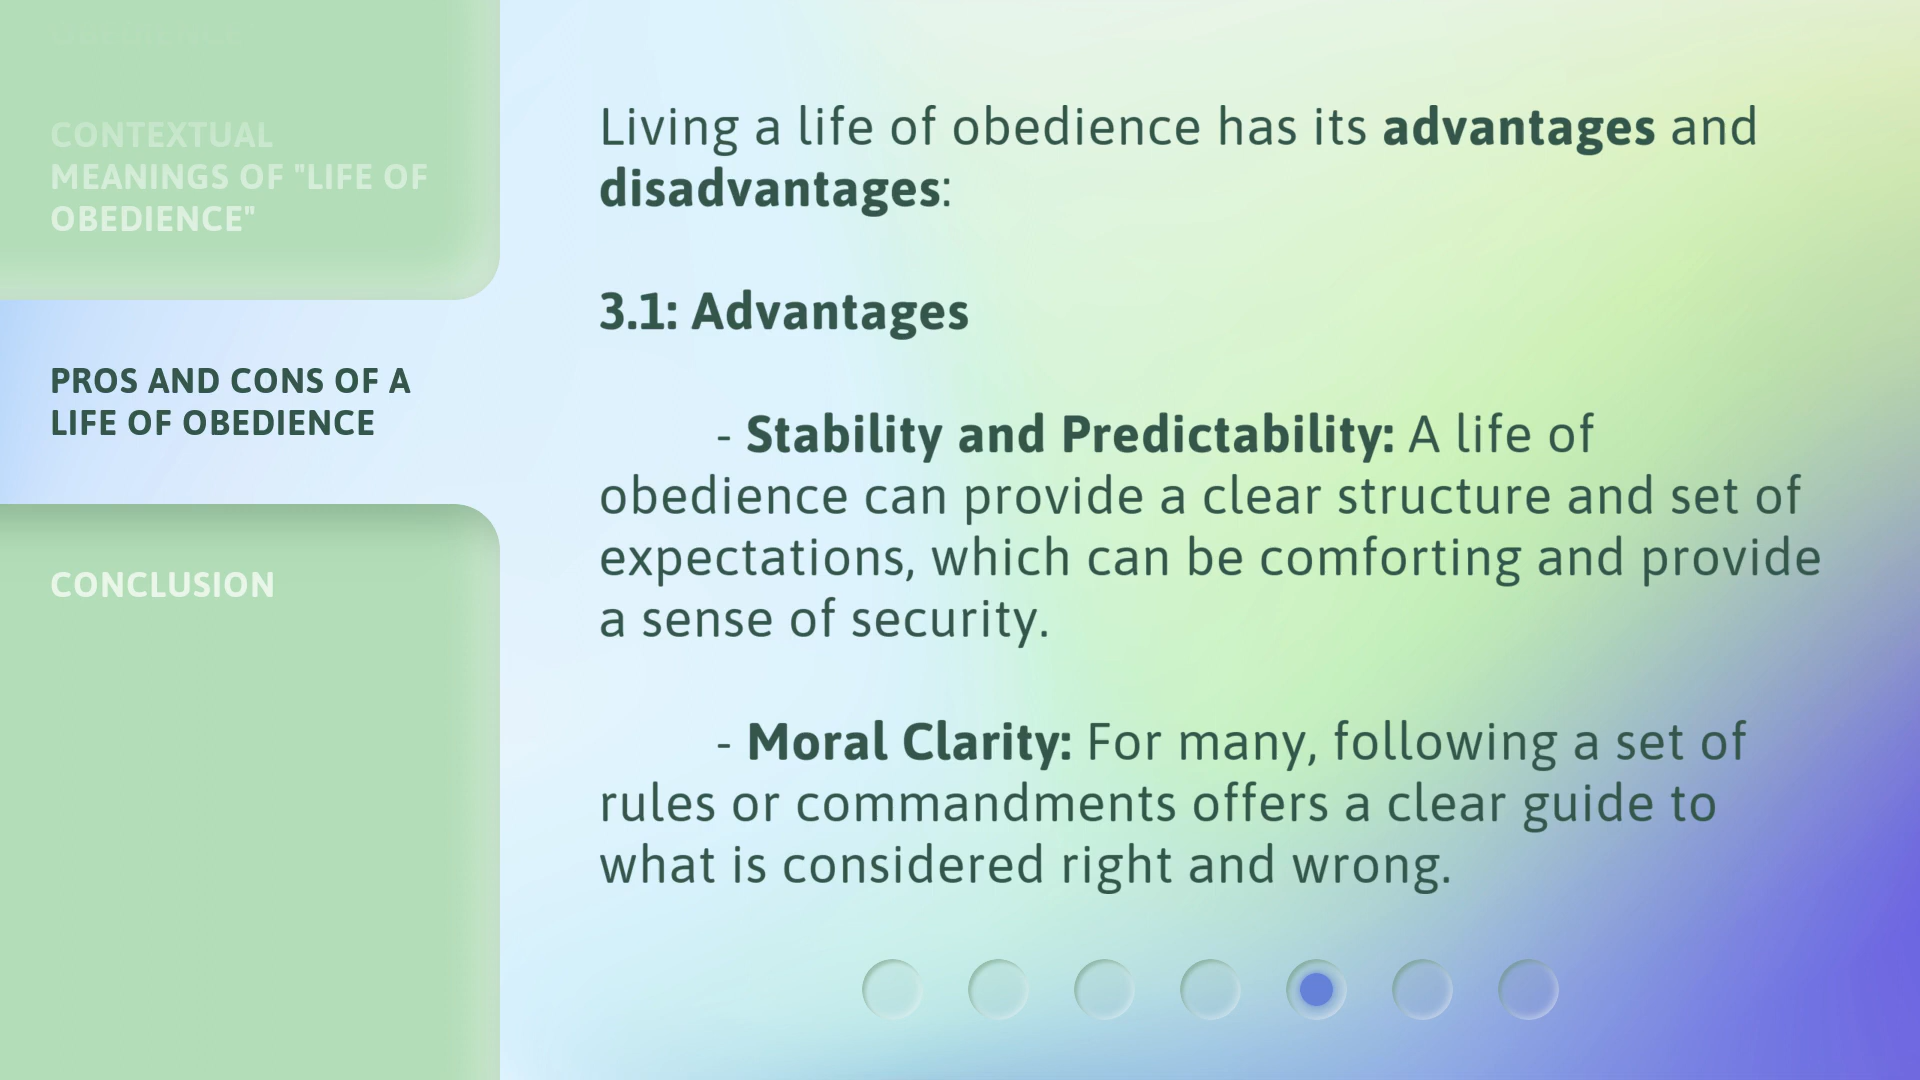 CONTEXTUAL
MEANINGS OF "LIFE OF
OBEDIENCE"
PROS AND CONS OF A
LIFE OF OBEDIENCE
CONCLUSION
Living a life of obedience has its advantages and
disadvantages:
3.1: Advantages
- Stability and Predictability: A life of
obedience can provide a clear structure and set of
expectations, which can be comforting and provide
a sense of security.
- Moral Clarity: For many, following a set of
rules or commandments offers a clear guide to
what is considered right and wrong.